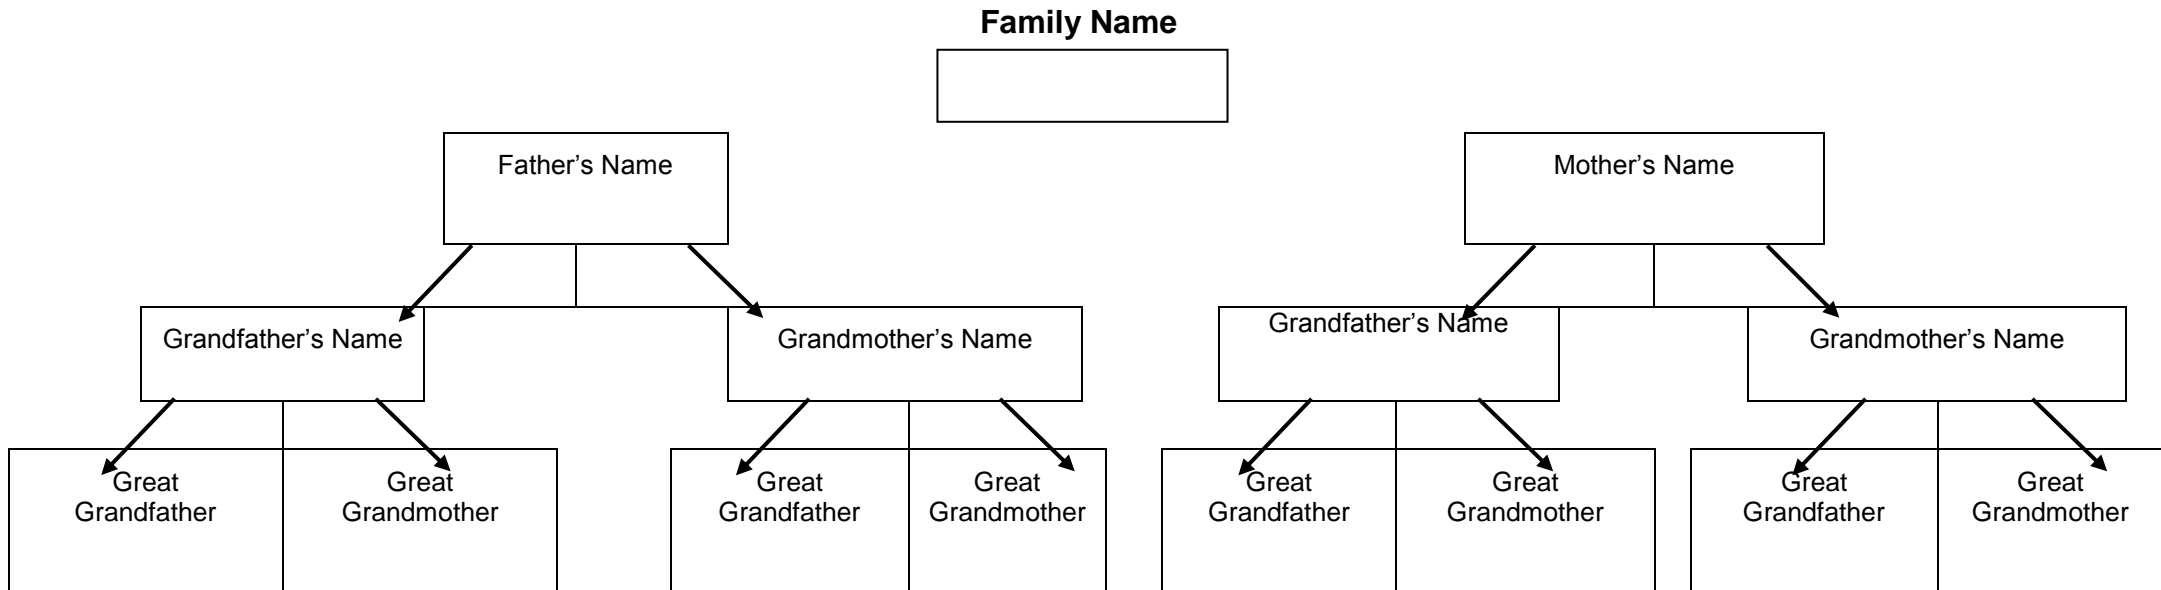 Family Name
Father’s Name
Mother’s Name
Grandfather’s Name
Grandmother’s Name
Grandfather’s Name
Grandmother’s Name
Great
Grandfather
Great
Grandmother
Great
Grandfather
Great
Grandmother
Great
Grandfather
Great
Grandmother
Great
Grandfather
Great
Grandmother